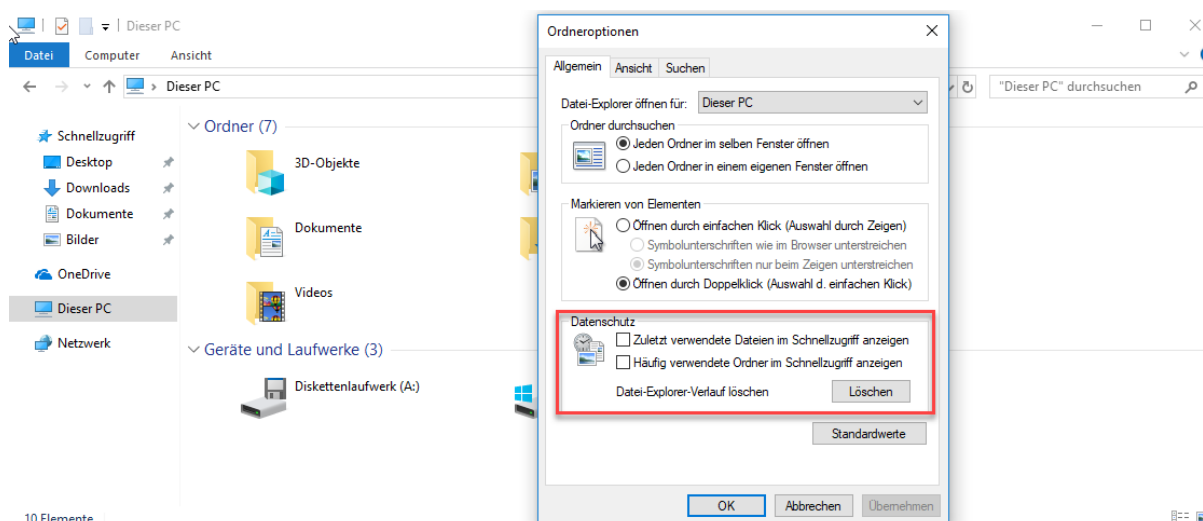 Dieser PC
Datei
Computer
Ansicht
Dieser PC
"Dieser PC" durchsuchen
Schnellzugriff
Desktop
Downloads
Dokumente
Bilder
OneDrive
Dieser PC
Netzwerk
Ordner (7)
3D-Objekte
Dokumente
Videos
Geräte und Laufwerke (3)
Diskettenlaufwerk (A:)
10 Elemente
Ordneroptionen
Allgemein
Ansicht
Suchen
Datei-Explorer öffnen für:
Dieser PC
Ordner durchsuchen
Jeden Ordner im selben Fenster öffnen
Jeden Ordner in einem eigenen Fenster öffnen
Markieren von Elementen
Öffnen durch einfachen Klick (Auswahl durch Zeigen)
Symbolunterschriften wie im Browser unterstreichen
Symbolunterschriften nur beim Zeigen unterstreichen
Öffnen durch Doppelklick (Auswahl d. einfachen Klick)
Datenschutz
Zuletzt verwendete Dateien im Schnellzugriff anzeigen
Häufig verwendete Ordner im Schnellzugriff anzeigen
Datei-Explorer-Verlauf löschen
Löschen
Standardwerte
OK
Abbrechen
Übernehmen